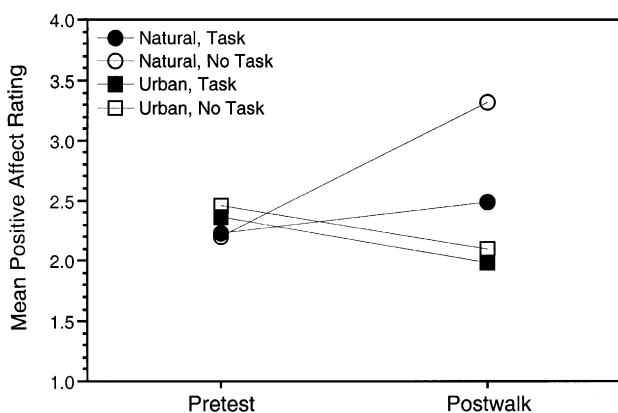 4.0
Natural, Task
Natural, No Task
3.5
Urban, Task
Urban, No Task
3.0
2.5
2.0
1.5
1.0
Mean Positive Affect Rating
Pretest
Postwalk